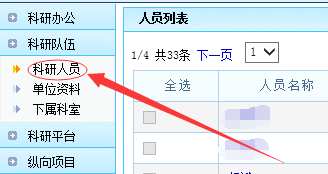 科研办公
科研队伍
科研人员
单位资料
下属科室
科研平台
纵向项目
人员列表
1/4 共33条 下一页 1
全选 人员名称